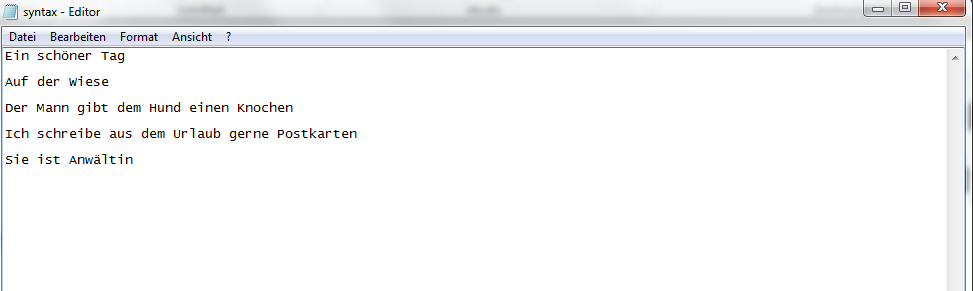 syntax - Editor
Datei Bearbeiten Format Ansicht ?
Ein schöner Tag
Auf der Wiese
Der Mann gibt dem Hund einen Knochen
Ich schreibe aus dem Urlaub gerne Postkarten
Sie ist Anwältin